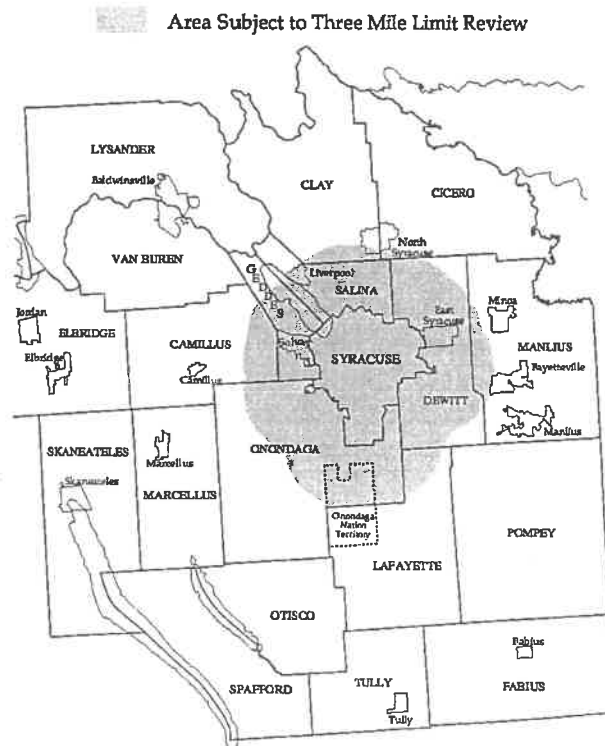 Area Subject to Three Mile Limit Review
LYSANDER
Baldwinsville
CLAY
CICERO
VAN BUREN
North
Syracuse
GEDDES
Liverpool
SALINA
Jordan
ELBRIDGE
Elbridge
CAMILLUS
Camillus
Solvay
SYRACUSE
East
Syracuse
Minoa
MANLIUS
Fayetteville
DEWITT
Manlius
SKANEATELES
Skaneateles
Marcellus
MARCELLUS
ONONDAGA
Onondaga
Nation
Territory
LAFAYETTE
POMPEY
OTISCO
SPAFFORD
TULLY
Tully
Fabius
FABIUS